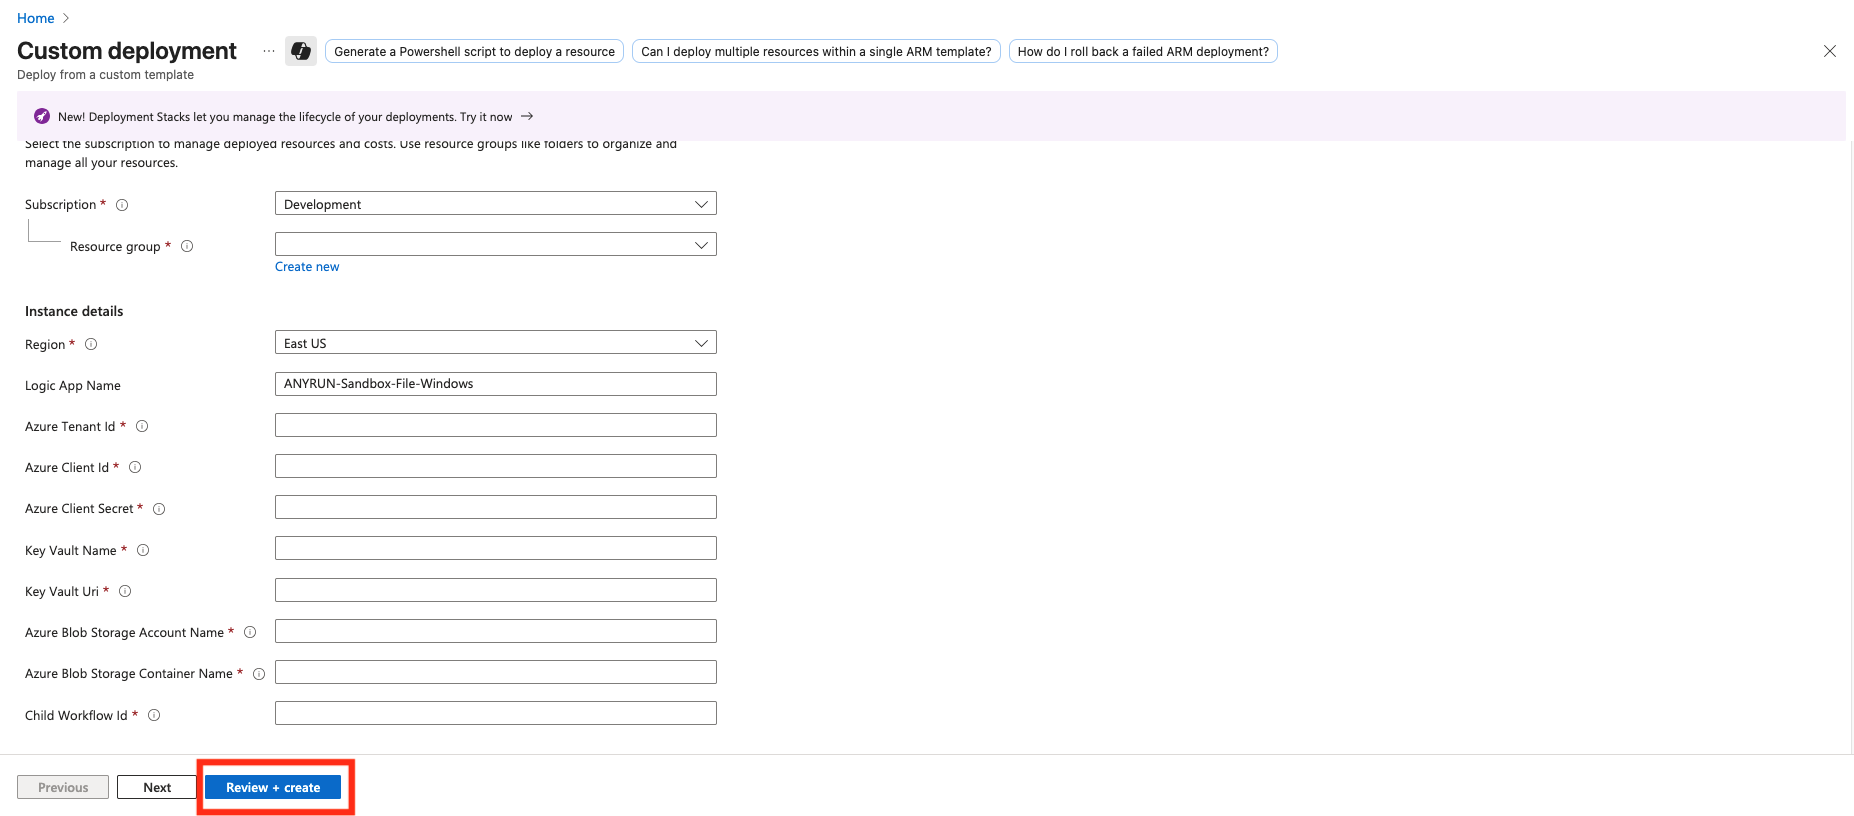 Home
Custom deployment ... Generate a Powershell script to deploy a resource Can I deploy multiple resources within a single ARM template? How do I roll back a failed ARM deployment?
Deploy from a custom template
New! Deployment Stacks let you manage the lifecycle of your deployments. Try it now →
Select the subscription to manage deployed resources and costs. Use resource groups like folders to organize and
manage all your resources.
Subscription * Development
Resource group *
Create new
Instance details
Region * East US
Logic App Name ANYRUN-Sandbox-File-Windows
Azure Tenant Id *
Azure Client Id *
Azure Client Secret *
Key Vault Name *
Key Vault Uri *
Azure Blob Storage Account Name *
Azure Blob Storage Container Name *
Child Workflow Id *
Previous Next Review + create